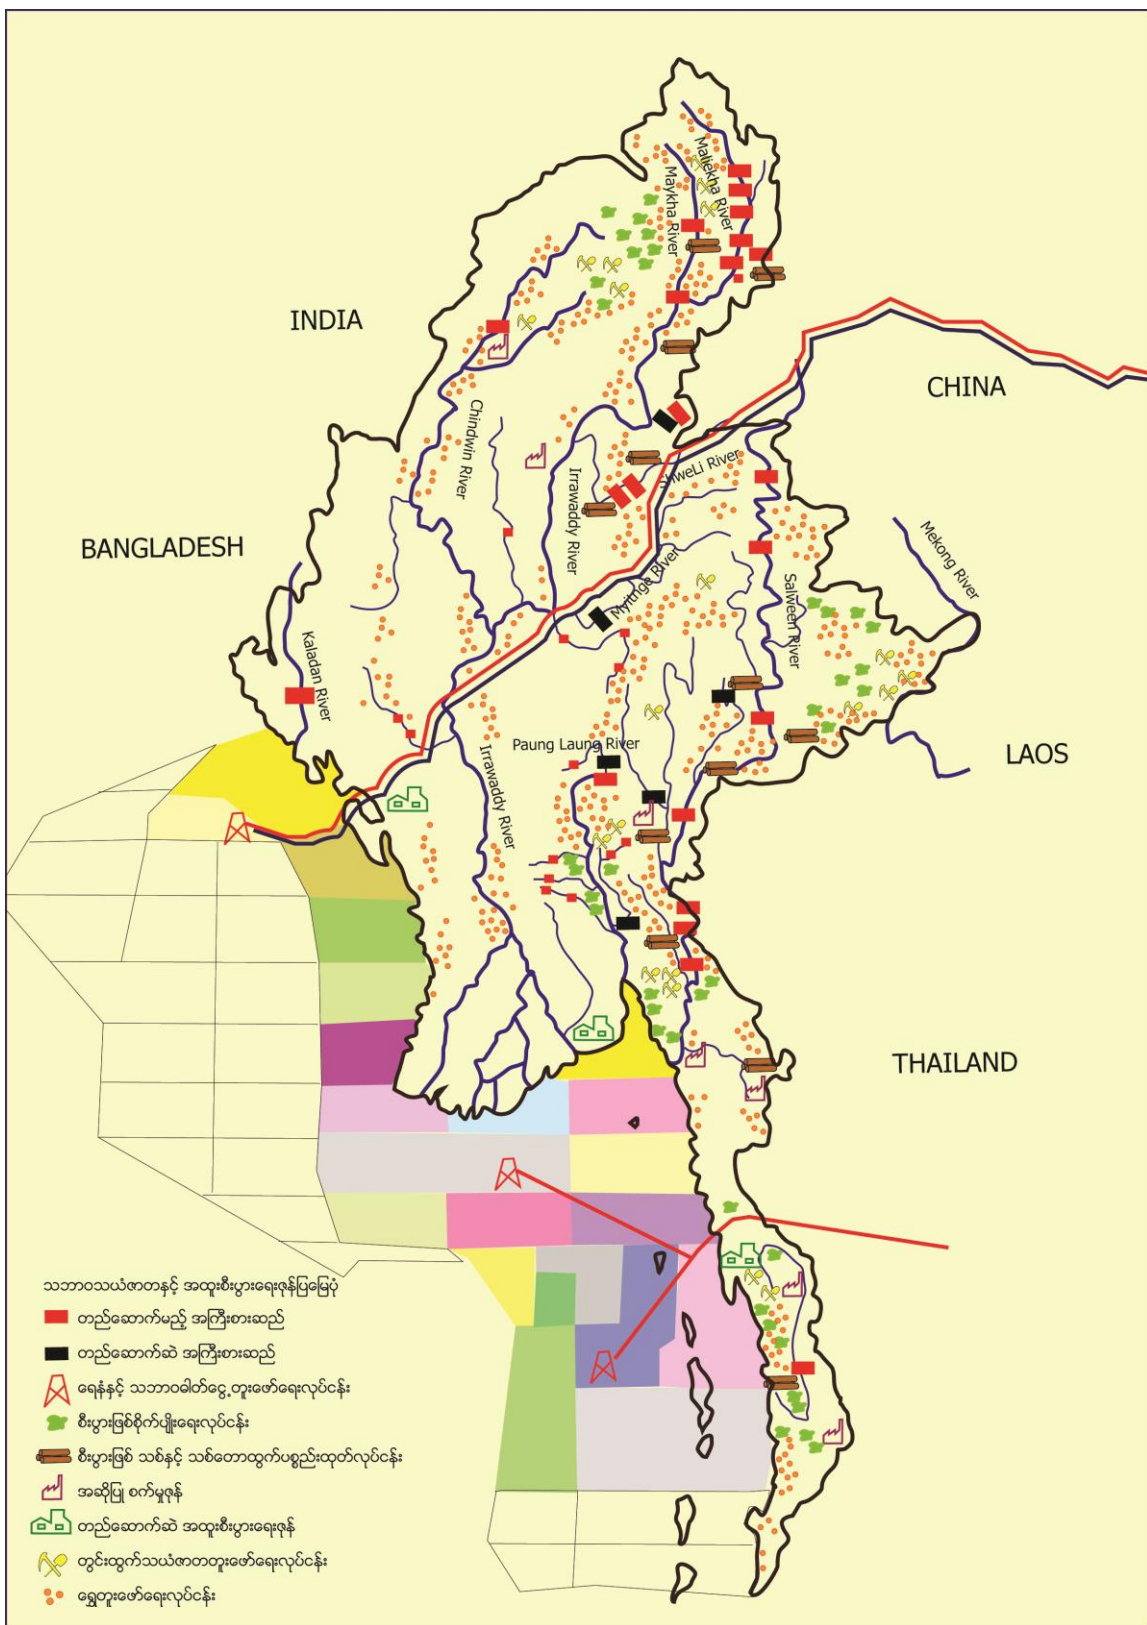 Maliekha River
Maykha River
INDIA
CHINA
Chindwin River
Irrawaddy River
ShweLi River
BANGLADESH
Mekong River
Myitnge River
Salween River
Kaladan River
Paung Laung River
Irrawaddy River
LAOS
THAILAND
သဘာဝသယံဇာတနှင့် အထူးစီးပွားရေးဇုန်ပြမြေပုံ
တည်ဆောက်မည့် အကြီးစားဆည်
တည်ဆောက်ဆဲ အကြီးစားဆည်
ရေနံနှင့် သဘာဝဓါတ်ငွေ့တူးဖော်ရေးလုပ်ငန်း
စီးပွားဖြစ်စိုက်ပျိုးရေးလုပ်ငန်း
စီးပွားဖြစ် သစ်နှင့် သစ်တောထွက်ပစ္စည်းထုတ်လုပ်ငန်း
အဆိုပြု စက်မှုဇုန်
တည်ဆောက်ဆဲ အထူးစီးပွားရေးဇုန်
တွင်းထွက်သယံဇာတတူးဖော်ရေးလုပ်ငန်း
ရွှေတူးဖော်ရေးလုပ်ငန်း